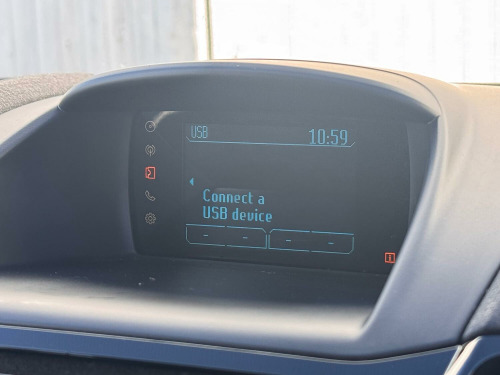 USB 10:59
Connect a
USB device